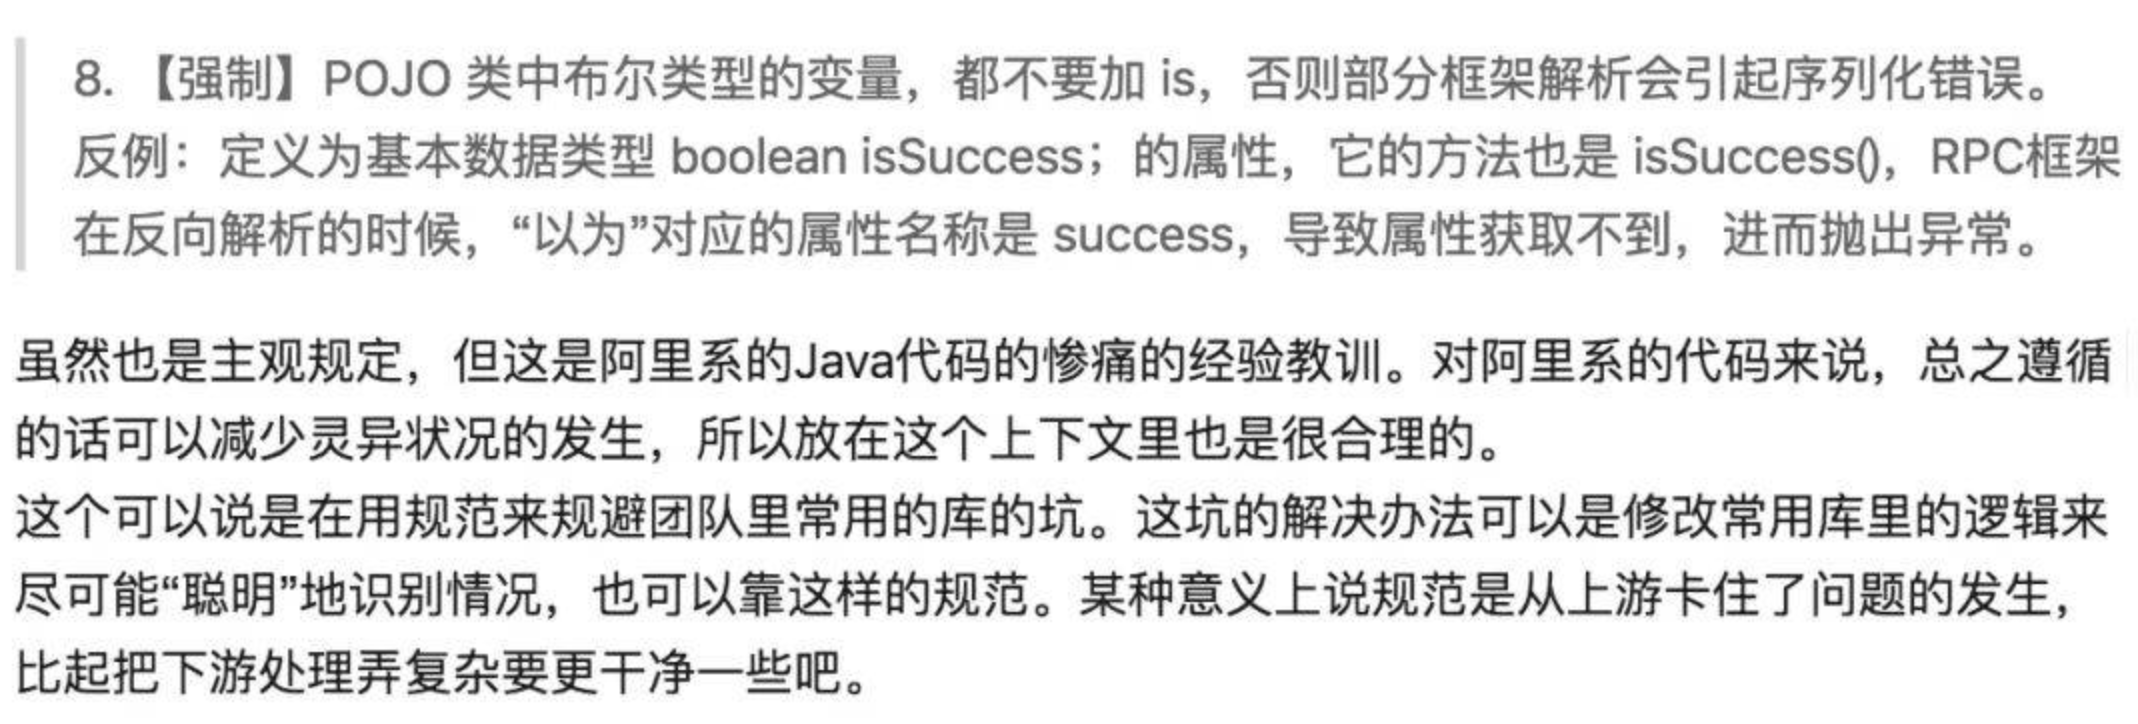 8. 【强制】POJO 类中布尔类型的变量，都不要加 is，否则部分框架解析会引起序列化错误。
反例：定义为基本数据类型 boolean isSuccess；的属性，它的方法也是 isSuccess()，RPC框架
在反向解析的时候，“以为”对应的属性名称是 success，导致属性获取不到，进而抛出异常。
虽然也是主观规定，但这是阿里系的Java代码的惨痛的经验教训。对阿里系的代码来说，总之遵循
的话可以减少灵异状况的发生，所以放在这个上下文里也是很合理的。
这个可以说是在用规范来规避团队里常用的库的坑。这坑的解决办法可以是修改常用库里的逻辑来
尽可能“聪明”地识别情况，也可以靠这样的规范。某种意义上说规范是从上游卡住了问题的发生，
比起把下游处理弄复杂要更干净一些吧。